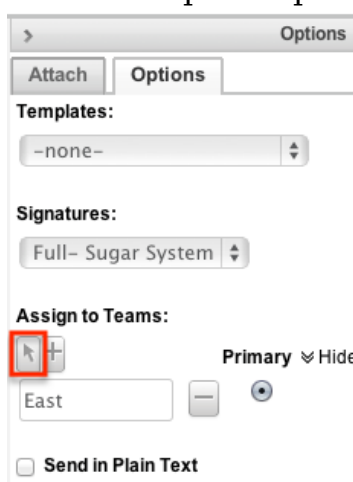 Options
Attach Options
Templates:
-none-
Signatures:
Full- Sugar System
Assign to Teams:
Primary Hide
East
Send in Plain Text